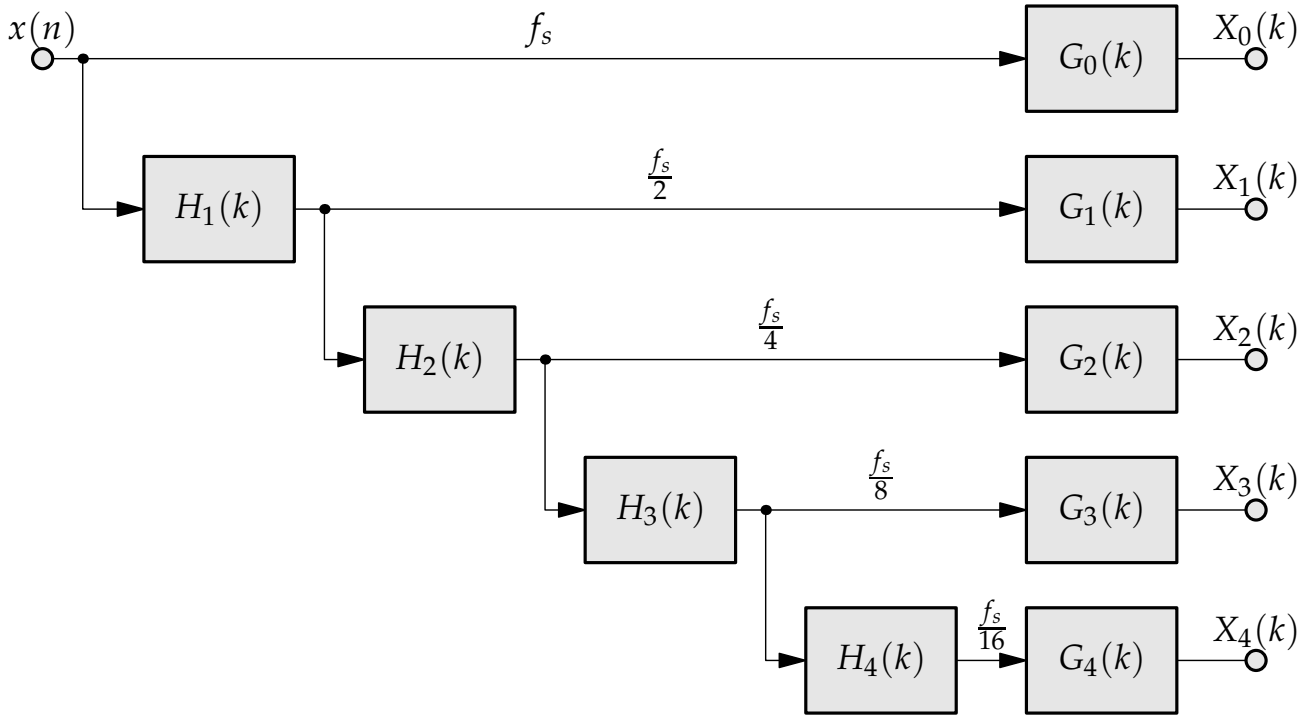 x(n) f_s G_0(k) X_0(k)
H_1(k) f_s/2 G_1(k) X_1(k)
H_2(k) f_s/4 G_2(k) X_2(k)
H_3(k) f_s/8 G_3(k) X_3(k)
H_4(k) f_s/16 G_4(k) X_4(k)